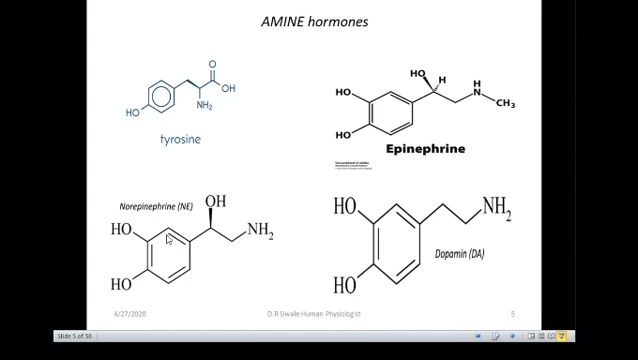 AMINE hormones
O
OH
NH₂
HO
tyrosine
HO
H
H
N
CH₃
HO
HO
Epinephrine
Norepinephrine (NE)
OH
HO
NH₂
HO
HO
NH₂
HO
Dopamin (DA)
4/27/2020
D.R Siwale Human Physiologist
5
Slide 5 of 58